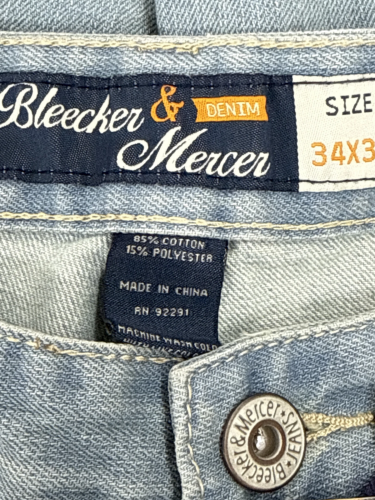 Bleecker & DENIM
Mercer
SIZE
34X3
85% COTTON
15% POLYESTER
MADE IN CHINA
RN 92291
MACHINE WASH COLD
Bleecker & Mercer · JEANS ·